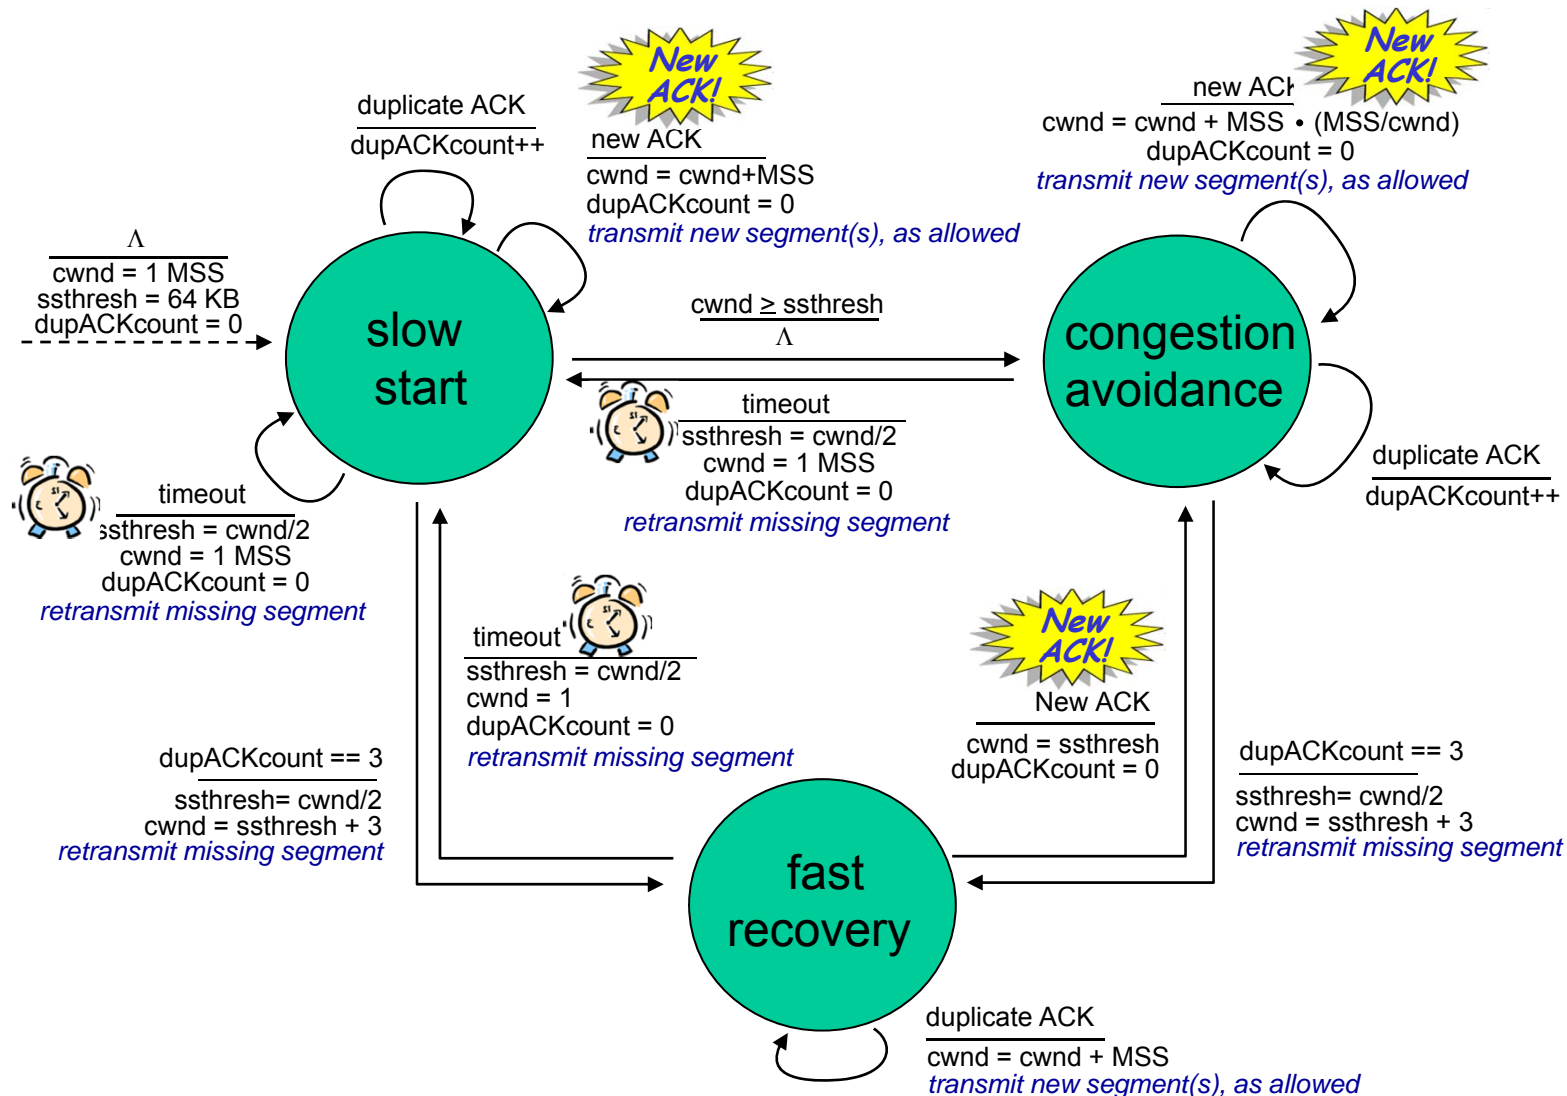 New
ACK!
New
ACK!
duplicate ACK
dupACKcount++
new ACK
cwnd = cwnd+MSS
dupACKcount = 0
transmit new segment(s), as allowed
new ACK
cwnd = cwnd + MSS • (MSS/cwnd)
dupACKcount = 0
transmit new segment(s), as allowed
Λ
cwnd = 1 MSS
ssthresh = 64 KB
dupACKcount = 0
slow
start
cwnd ≥ ssthresh
Λ
congestion
avoidance
timeout
ssthresh = cwnd/2
cwnd = 1 MSS
dupACKcount = 0
retransmit missing segment
duplicate ACK
dupACKcount++
timeout
ssthresh = cwnd/2
cwnd = 1 MSS
dupACKcount = 0
retransmit missing segment
timeout
ssthresh = cwnd/2
cwnd = 1
dupACKcount = 0
retransmit missing segment
New
ACK!
New ACK
cwnd = ssthresh
dupACKcount = 0
dupACKcount == 3
ssthresh= cwnd/2
cwnd = ssthresh + 3
retransmit missing segment
dupACKcount == 3
ssthresh= cwnd/2
cwnd = ssthresh + 3
retransmit missing segment
fast
recovery
duplicate ACK
cwnd = cwnd + MSS
transmit new segment(s), as allowed